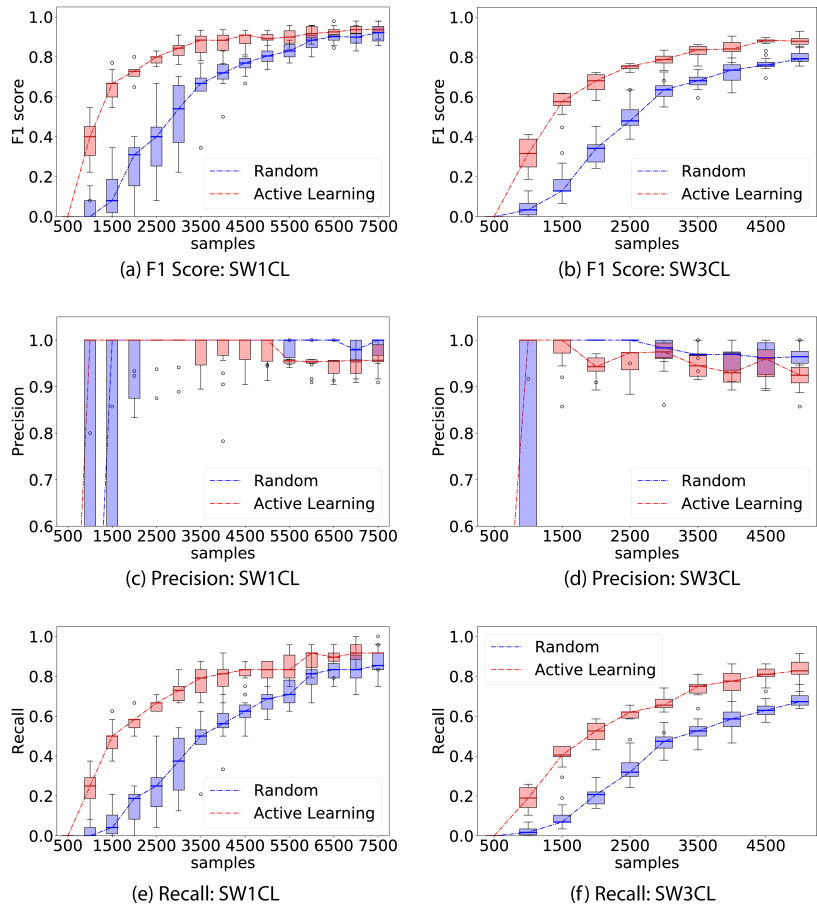 1.0
0.8
0.6
0.4
0.2
0.0
F1 score
Random
Active Learning
500 1500 2500 3500 4500 5500 6500 7500
samples
(a) F1 Score: SW1CL
1.0
0.8
0.6
0.4
0.2
0.0
F1 score
Random
Active Learning
500 1500 2500 3500 4500
samples
(b) F1 Score: SW3CL
1.0
0.9
0.8
0.7
0.6
Precision
Random
Active Learning
500 1500 2500 3500 4500 5500 6500 7500
samples
(c) Precision: SW1CL
1.0
0.9
0.8
0.7
0.6
Precision
Random
Active Learning
500 1500 2500 3500 4500
samples
(d) Precision: SW3CL
1.0
0.8
0.6
0.4
0.2
0.0
Recall
Random
Active Learning
500 1500 2500 3500 4500 5500 6500 7500
samples
(e) Recall: SW1CL
1.0
0.8
0.6
0.4
0.2
0.0
Recall
Random
Active Learning
500 1500 2500 3500 4500
samples
(f) Recall: SW3CL